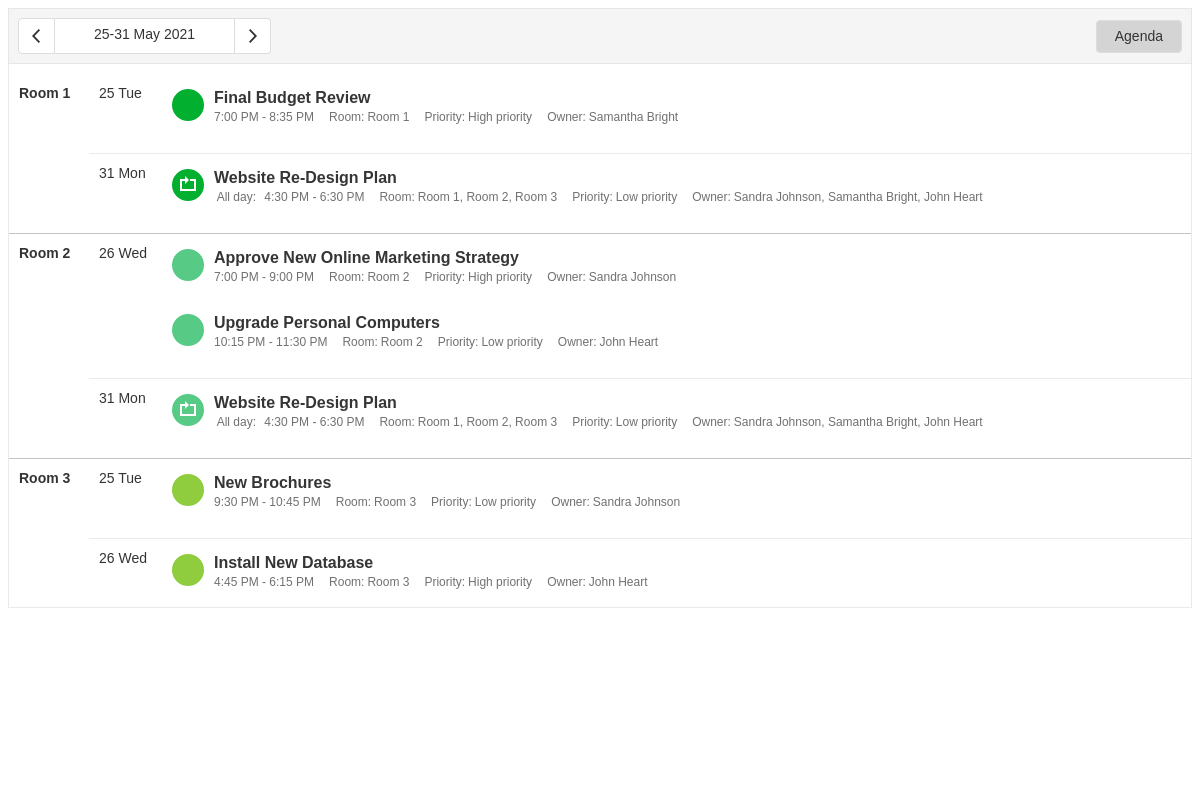 25-31 May 2021
Agenda
Room 1
25 Tue
Final Budget Review
7:00 PM - 8:35 PM Room: Room 1 Priority: High priority Owner: Samantha Bright
31 Mon
Website Re-Design Plan
All day: 4:30 PM - 6:30 PM Room: Room 1, Room 2, Room 3 Priority: Low priority Owner: Sandra Johnson, Samantha Bright, John Heart
Room 2
26 Wed
Approve New Online Marketing Strategy
7:00 PM - 9:00 PM Room: Room 2 Priority: High priority Owner: Sandra Johnson
Upgrade Personal Computers
10:15 PM - 11:30 PM Room: Room 2 Priority: Low priority Owner: John Heart
31 Mon
Website Re-Design Plan
All day: 4:30 PM - 6:30 PM Room: Room 1, Room 2, Room 3 Priority: Low priority Owner: Sandra Johnson, Samantha Bright, John Heart
Room 3
25 Tue
New Brochures
9:30 PM - 10:45 PM Room: Room 3 Priority: Low priority Owner: Sandra Johnson
26 Wed
Install New Database
4:45 PM - 6:15 PM Room: Room 3 Priority: High priority Owner: John Heart